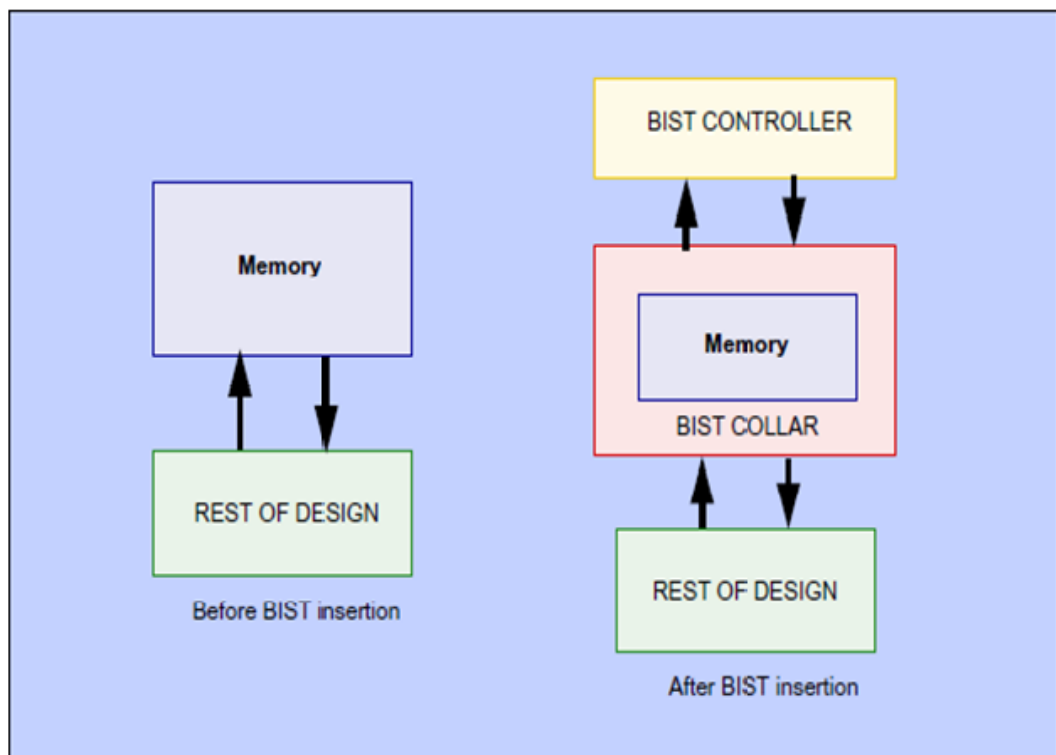 Memory
REST OF DESIGN
Before BIST insertion
BIST CONTROLLER
Memory
BIST COLLAR
REST OF DESIGN
After BIST insertion